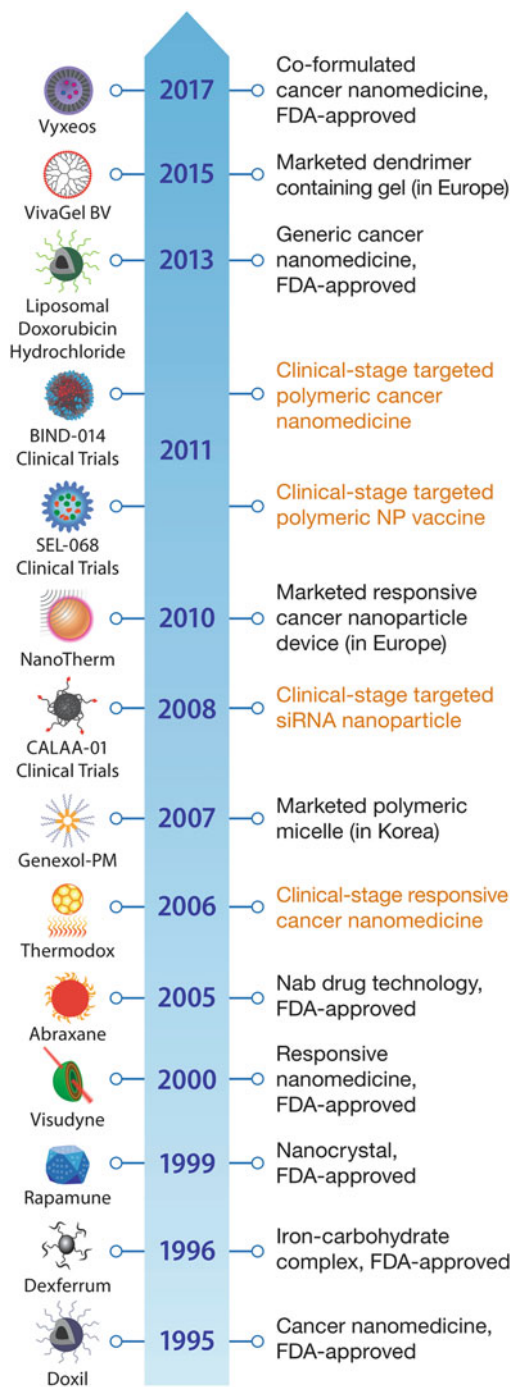 2017
Vyxeos
Co-formulated
cancer nanomedicine,
FDA-approved
2015
VivaGel BV
Marketed dendrimer
containing gel (in Europe)
2013
Liposomal
Doxorubicin
Hydrochloride
Generic cancer
nanomedicine,
FDA-approved
2011
BIND-014
Clinical Trials
Clinical-stage targeted
polymeric cancer
nanomedicine
SEL-068
Clinical Trials
Clinical-stage targeted
polymeric NP vaccine
2010
NanoTherm
Marketed responsive
cancer nanoparticle
device (in Europe)
2008
CALAA-01
Clinical Trials
Clinical-stage targeted
siRNA nanoparticle
2007
Genexol-PM
Marketed polymeric
micelle (in Korea)
2006
Thermodox
Clinical-stage responsive
cancer nanomedicine
2005
Abraxane
Nab drug technology,
FDA-approved
2000
Visudyne
Responsive
nanomedicine,
FDA-approved
1999
Rapamune
Nanocrystal,
FDA-approved
1996
Dexferrum
Iron-carbohydrate
complex, FDA-approved
1995
Doxil
Cancer nanomedicine,
FDA-approved